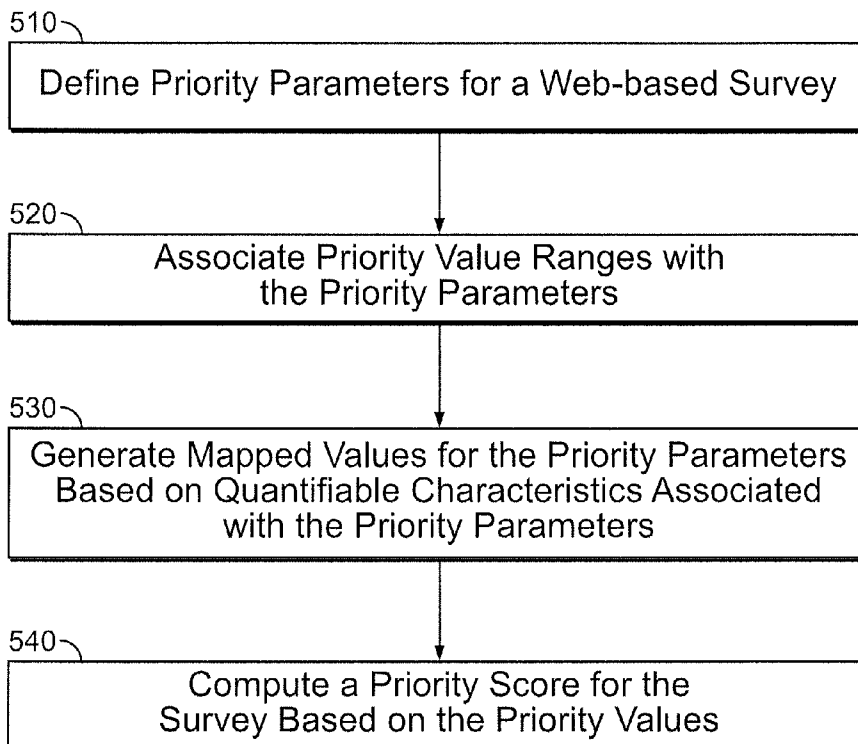 510
Define Priority Parameters for a Web-based Survey
520
Associate Priority Value Ranges with
the Priority Parameters
530
Generate Mapped Values for the Priority Parameters
Based on Quantifiable Characteristics Associated
with the Priority Parameters
540
Compute a Priority Score for the
Survey Based on the Priority Values